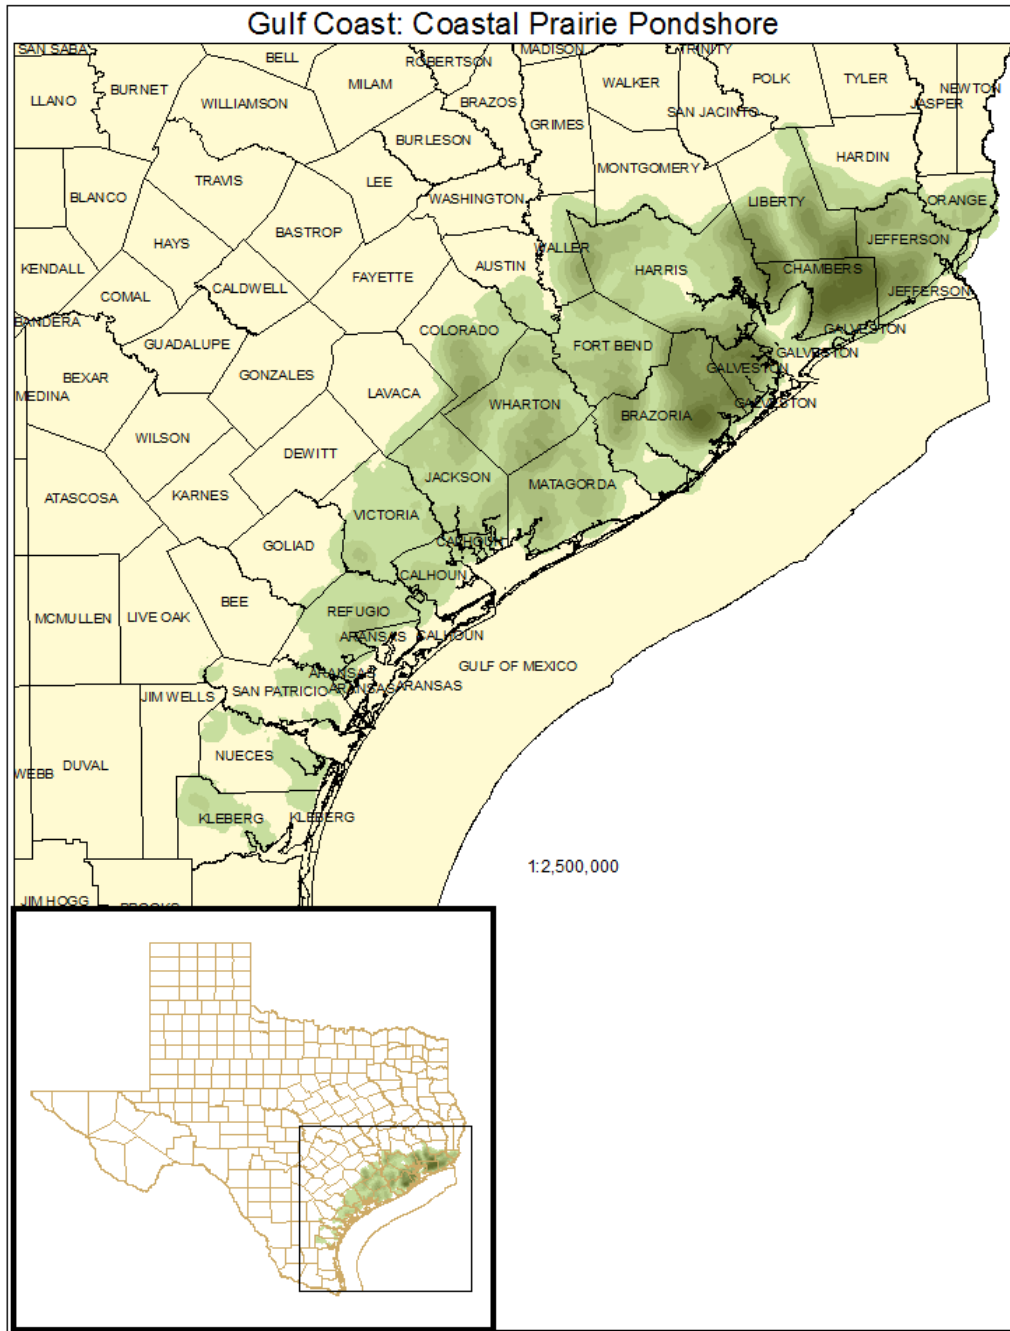 Gulf Coast: Coastal Prairie Pondshore
SAN SABA
BELL
ROBERTSON
MADISON
TRINITY
BURNET
MILAM
WALKER
POLK
TYLER
NEWTON
LLANO
WILLIAMSON
BRAZOS
JASPER
GRIMES
SAN JACINTO
BURLESON
HARDIN
MONTGOMERY
TRAVIS
LEE
BLANCO
WASHINGTON
LIBERTY
ORANGE
BASTROP
HAYS
WALLER
JEFFERSON
KENDALL
AUSTIN
HARRIS
CHAMBERS
FAYETTE
CALDWELL
COMAL
JEFFERSON
BANDERA
COLORADO
GALVESTON
GUADALUPE
FORT BEND
GALVESTON
BEXAR
GONZALES
GALVESTON
MEDINA
LAVACA
WHARTON
GALVESTON
BRAZORIA
WILSON
DEWITT
JACKSON
MATAGORDA
ATASCOSA
KARNES
VICTORIA
GOLIAD
CALHOUN
CALHOUN
BEE
MCMULLEN
LIVE OAK
REFUGIO
ARANSAS
CALHOUN
GULF OF MEXICO
ARANSAS
SAN PATRICIO
ARANSAS
ARANSAS
JIM WELLS
NUECES
DUVAL
WEBB
KLEBERG
KLEBERG
1:2,500,000
JIM HOGG
BROOKS